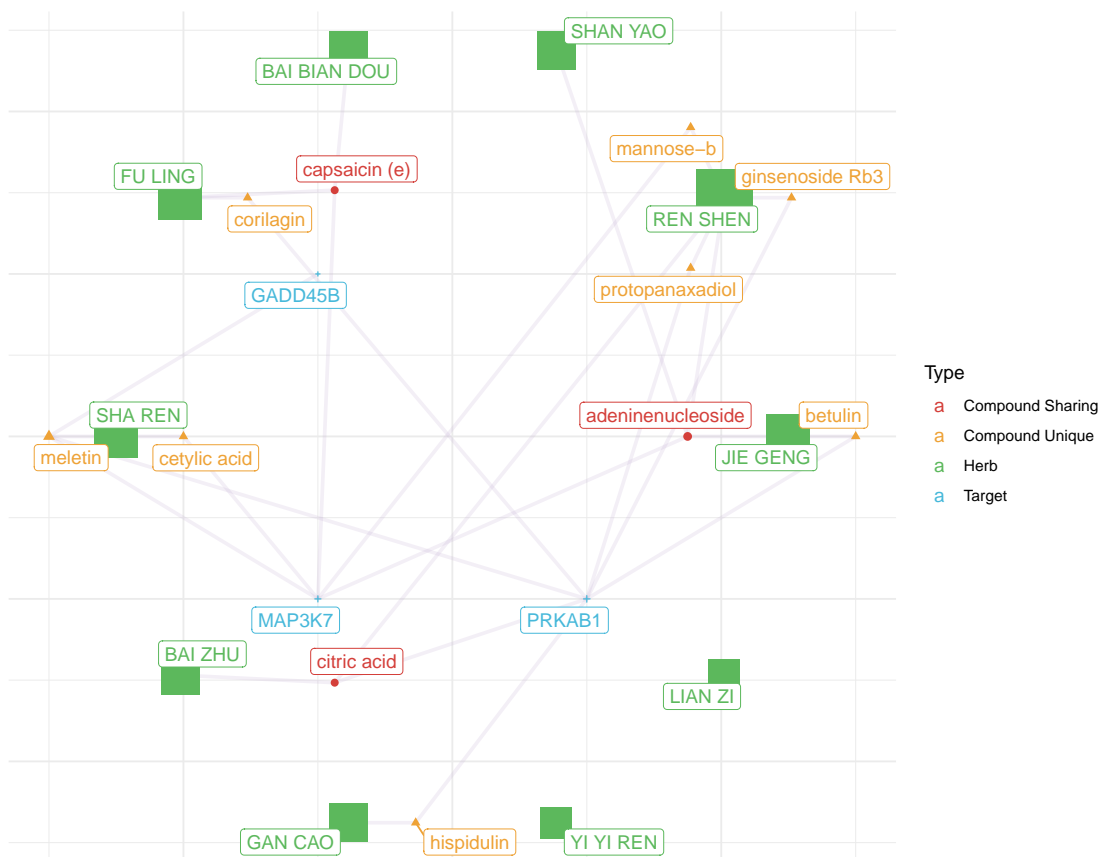 SHAN YAO
BAI BIAN DOU
mannose−b
FU LING
capsaicin (e)
ginsenoside Rb3
corilagin
REN SHEN
GADD45B
protopanaxadiol
SHA REN
adeninenucleoside
betulin
meletin
cetylic acid
JIE GENG
MAP3K7
PRKAB1
BAI ZHU
citric acid
LIAN ZI
GAN CAO
hispidulin
YI YI REN
Type
a Compound Sharing
a Compound Unique
a Herb
a Target